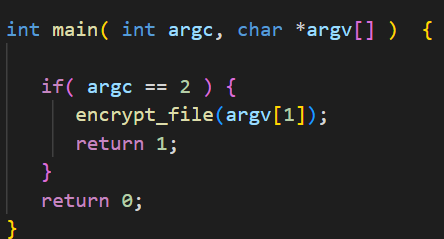 int main( int argc, char *argv[] )  {
if( argc == 2 ) {
encrypt_file(argv[1]);
return 1;
}
return 0;
}